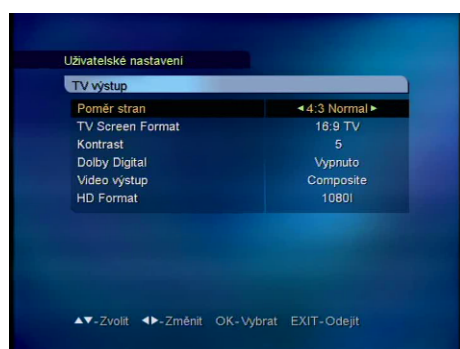 Uživatelské nastavení
TV výstup
Poměr stran ◄4:3 Normal►
TV Screen Format 16:9 TV
Kontrast 5
Dolby Digital Vypnuto
Video výstup Composite
HD Format 1080I
▲▼-Zvolit ◄►-Změnit OK-Vybrat EXIT-Odejít